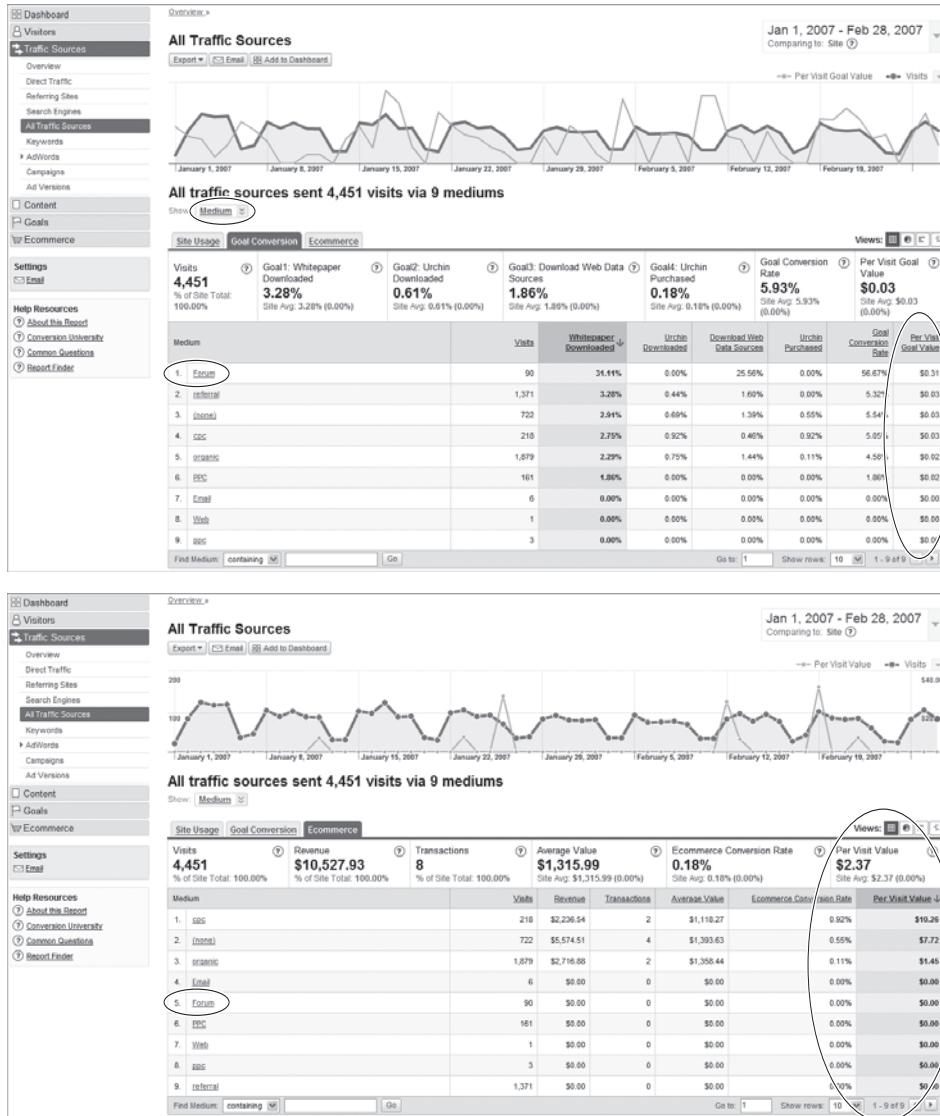 Dashboard
Visitors
Traffic Sources
Overview
Direct Traffic
Referring Sites
Search Engines
All Traffic Sources
Keywords
AdWords
Campaigns
Ad Versions
Content
Goals
Ecommerce
Settings
Email
Help Resources
About this Report
Conversion University
Common Questions
Report Finder
Overview »
All Traffic Sources
Jan 1, 2007 - Feb 28, 2007
Comparing to: Site
Export Email Add to Dashboard
Per Visit Goal Value Visits
January 1, 2007 January 8, 2007 January 15, 2007 January 22, 2007 January 29, 2007 February 5, 2007 February 12, 2007 February 19, 2007
All traffic sources sent 4,451 visits via 9 mediums
Show: Medium
Site Usage Goal Conversion Ecommerce Views:
Visits
4,451
% of Site Total:
100.00%
Goal1: Whitepaper
Downloaded
3.28%
Site Avg: 3.28% (0.00%)
Goal2: Urchin
Downloaded
0.61%
Site Avg: 0.61% (0.00%)
Goal3: Download Web Data
Sources
1.86%
Site Avg: 1.86% (0.00%)
Goal4: Urchin
Purchased
0.18%
Site Avg: 0.18% (0.00%)
Goal Conversion
Rate
5.93%
Site Avg: 5.93%
(0.00%)
Per Visit Goal
Value
$0.03
Site Avg: $0.03
(0.00%)
Medium Visits Whitepaper Downloaded Urchin Downloaded Download Web Data Sources Urchin Purchased Goal Conversion Rate Per Visit Goal Value
1. Forum 90 31.11% 0.00% 25.56% 0.00% 56.67% $0.31
2. referral 1,371 3.28% 0.44% 1.60% 0.00% 5.32% $0.03
3. (none) 722 2.91% 0.69% 1.39% 0.55% 5.54% $0.03
4. cpc 218 2.75% 0.92% 0.46% 0.92% 5.05% $0.03
5. organic 1,879 2.29% 0.75% 1.44% 0.11% 4.58% $0.02
6. PPC 161 1.86% 0.00% 0.00% 0.00% 1.86% $0.02
7. Email 6 0.00% 0.00% 0.00% 0.00% 0.00% $0.00
8. Web 1 0.00% 0.00% 0.00% 0.00% 0.00% $0.00
9. ppc 3 0.00% 0.00% 0.00% 0.00% 0.00% $0.00
Find Medium: containing Go Go to: 1 Show rows: 10 1 - 9 of 9
Dashboard
Visitors
Traffic Sources
Overview
Direct Traffic
Referring Sites
Search Engines
All Traffic Sources
Keywords
AdWords
Campaigns
Ad Versions
Content
Goals
Ecommerce
Settings
Email
Help Resources
About this Report
Conversion University
Common Questions
Report Finder
Overview »
All Traffic Sources
Jan 1, 2007 - Feb 28, 2007
Comparing to: Site
Export Email Add to Dashboard
Per Visit Value Visits
200
100
January 1, 2007 January 8, 2007 January 15, 2007 January 22, 2007 January 29, 2007 February 5, 2007 February 12, 2007 February 19, 2007
All traffic sources sent 4,451 visits via 9 mediums
Show: Medium
Site Usage Goal Conversion Ecommerce Views:
Visits
4,451
% of Site Total: 100.00%
Revenue
$10,527.93
% of Site Total: 100.00%
Transactions
8
% of Site Total: 100.00%
Average Value
$1,315.99
Site Avg: $1,315.99 (0.00%)
Ecommerce Conversion Rate
0.18%
Site Avg: 0.18% (0.00%)
Per Visit Value
$2.37
Site Avg: $2.37 (0.00%)
Medium Visits Revenue Transactions Average Value Ecommerce Conversion Rate Per Visit Value
1. cpc 218 $2,236.54 2 $1,118.27 0.92% $10.26
2. (none) 722 $5,574.51 4 $1,393.63 0.55% $7.72
3. organic 1,879 $2,716.88 2 $1,358.44 0.11% $1.45
4. Email 6 $0.00 0 $0.00 0.00% $0.00
5. Forum 90 $0.00 0 $0.00 0.00% $0.00
6. PPC 161 $0.00 0 $0.00 0.00% $0.00
7. Web 1 $0.00 0 $0.00 0.00% $0.00
8. ppc 3 $0.00 0 $0.00 0.00% $0.00
9. referral 1,371 $0.00 0 $0.00 0.00% $0.00
Find Medium: containing Go Go to: 1 Show rows: 10 1 - 9 of 9